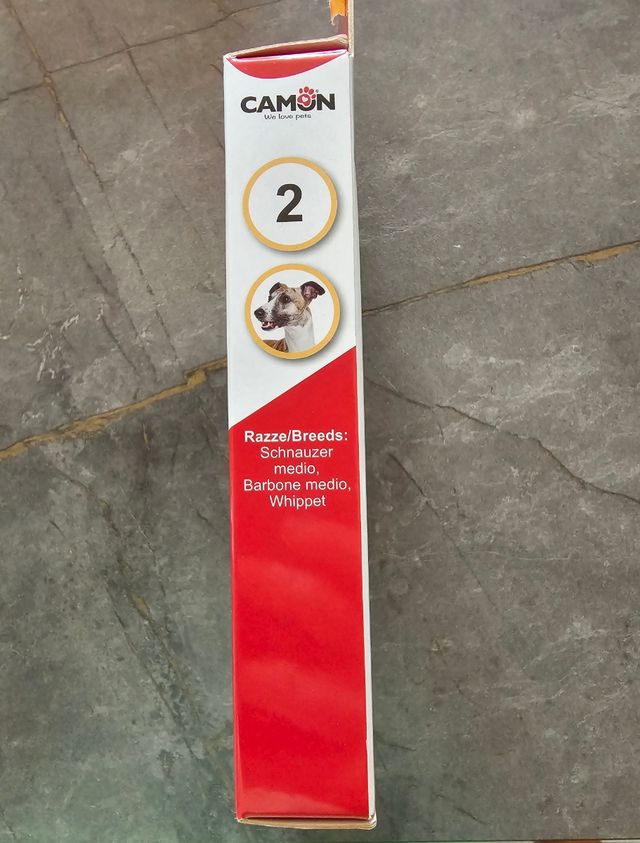 CAMON
We love pets
2
Razze/Breeds:
Schnauzer
medio,
Barbone medio,
Whippet